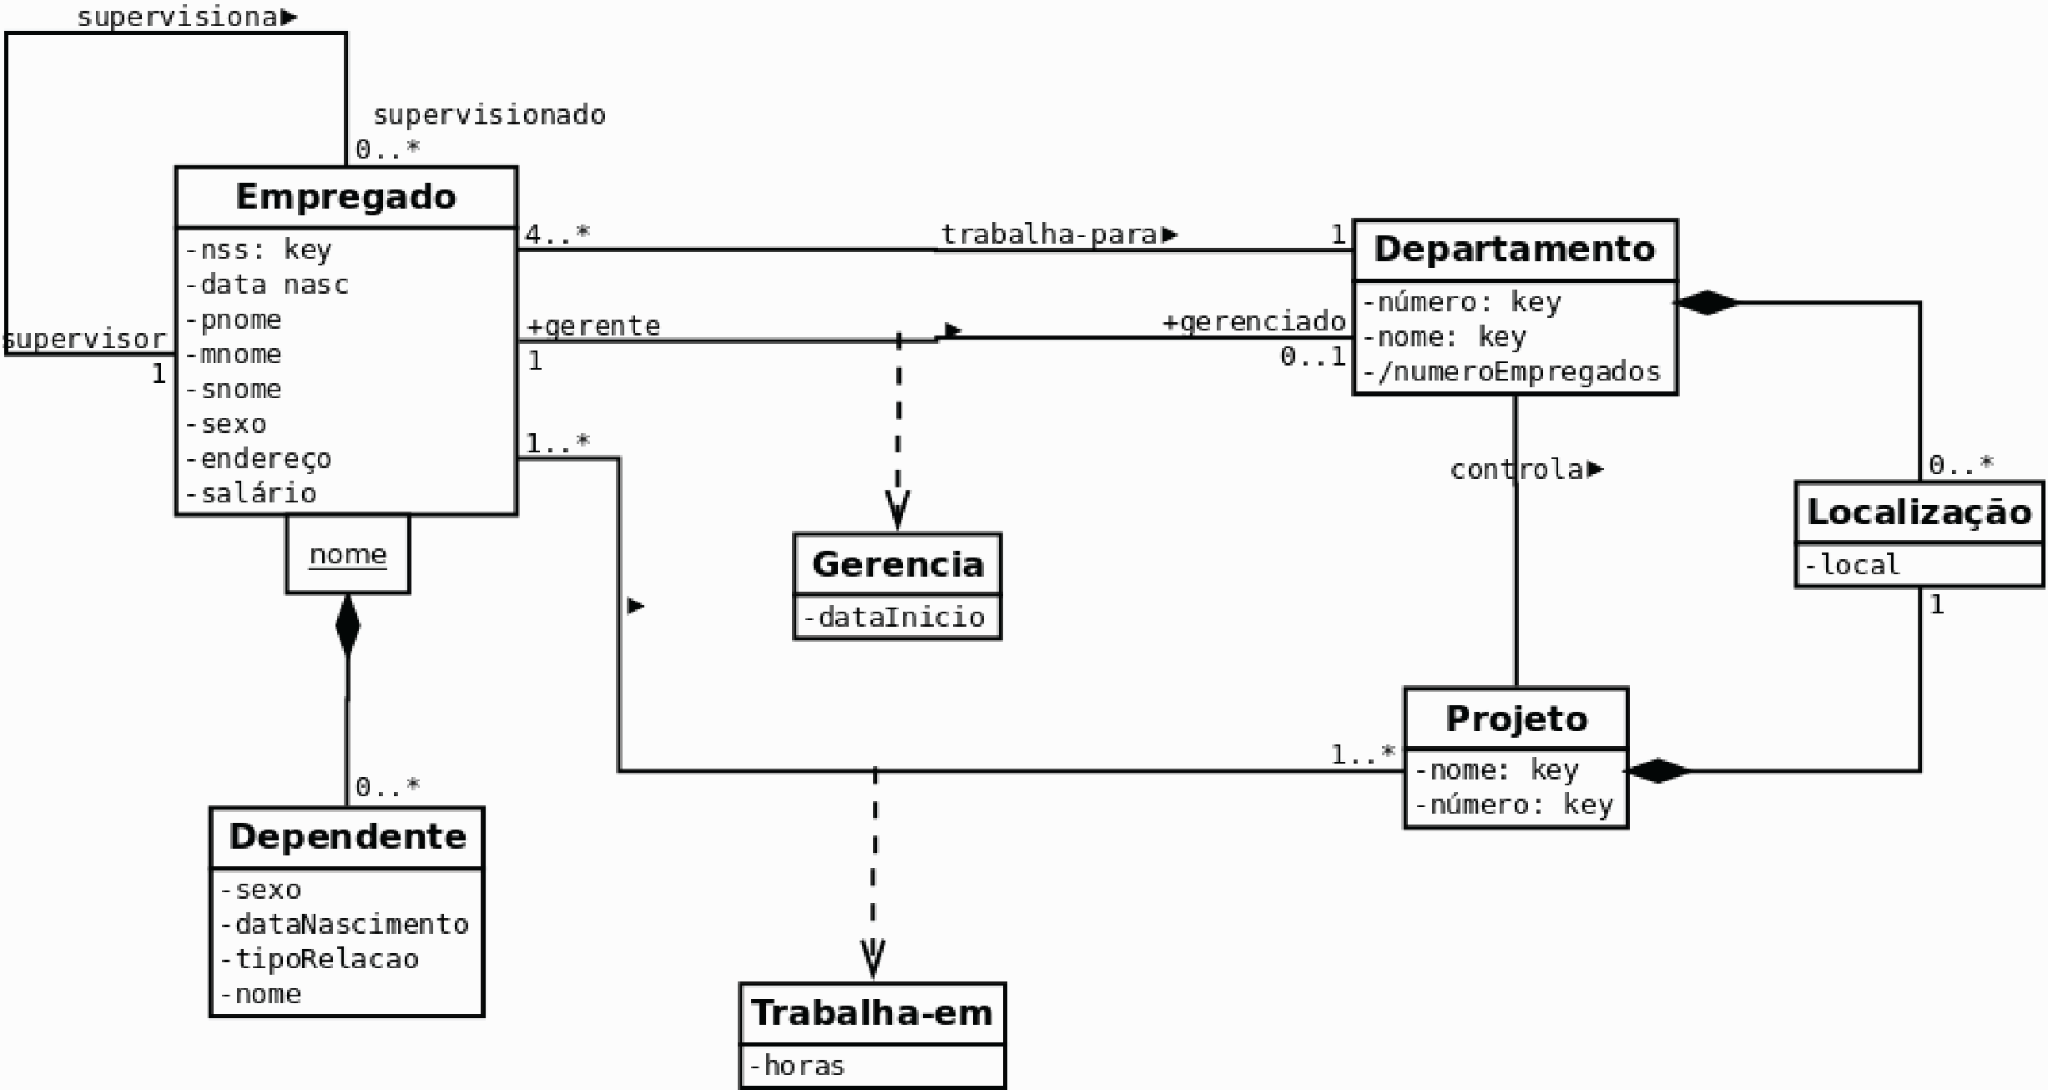 supervisiona▶
supervisionado
0..*
Empregado
-nss: key
-data nasc
-pnome
-mnome
-snome
-sexo
-endereço
-salário
supervisor
1
4..*
trabalha-para▶
1
+gerente
1
▶
+gerenciado
0..1
Departamento
-número: key
-nome: key
-/numeroEmpregados
1..*
controla▶
0..*
Localização
-local
1
nome
Gerencia
-dataInicio
▶
Projeto
-nome: key
-número: key
1..*
0..*
Dependente
-sexo
-dataNascimento
-tipoRelacao
-nome
Trabalha-em
-horas